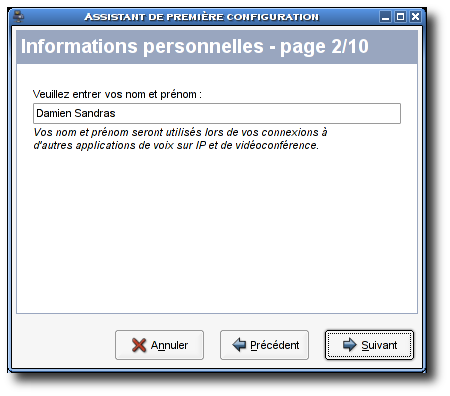 ASSISTANT DE PREMIÈRE CONFIGURATION
Informations personnelles - page 2/10
Veuillez entrer vos nom et prénom :
Damien Sandras
Vos nom et prénom seront utilisés lors de vos connexions à
d'autres applications de voix sur IP et de vidéoconférence.
Annuler Précédent Suivant